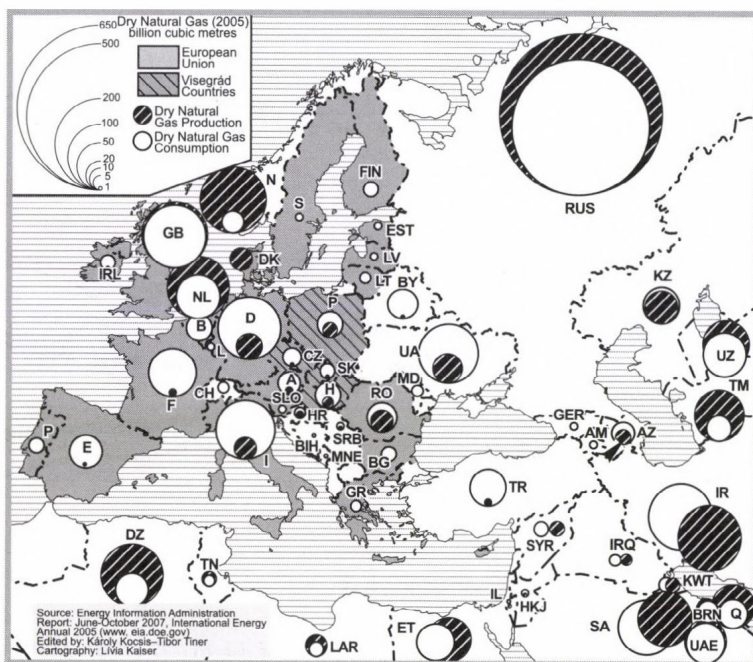 Dry Natural Gas (2005)
billion cubic metres
650
500
200
100
50
20
10
5
1
European
Union
Visegrád
Countries
Dry Natural
Gas Production
Dry Natural Gas
Consumption
N
FIN
S
RUS
GB
EST
IRL
DK
LV
LT
BY
KZ
NL
P
B
D
L
CZ
UA
UZ
SK
A
H
MD
TM
CH
F
SLO
RO
HR
GER
AM
AZ
P
E
I
BIH
SRB
MNE
BG
GR
TR
IR
DZ
TN
SYR
IRQ
KWT
IL
HKJ
SA
BRN
Q
UAE
ET
LAR
Source: Energy Information Administration
Report: June-October 2007, International Energy
Annual 2005 (www. eia.doe.gov)
Edited by: Károly Kocsis–Tibor Tiner
Cartography: Lívia Kaiser